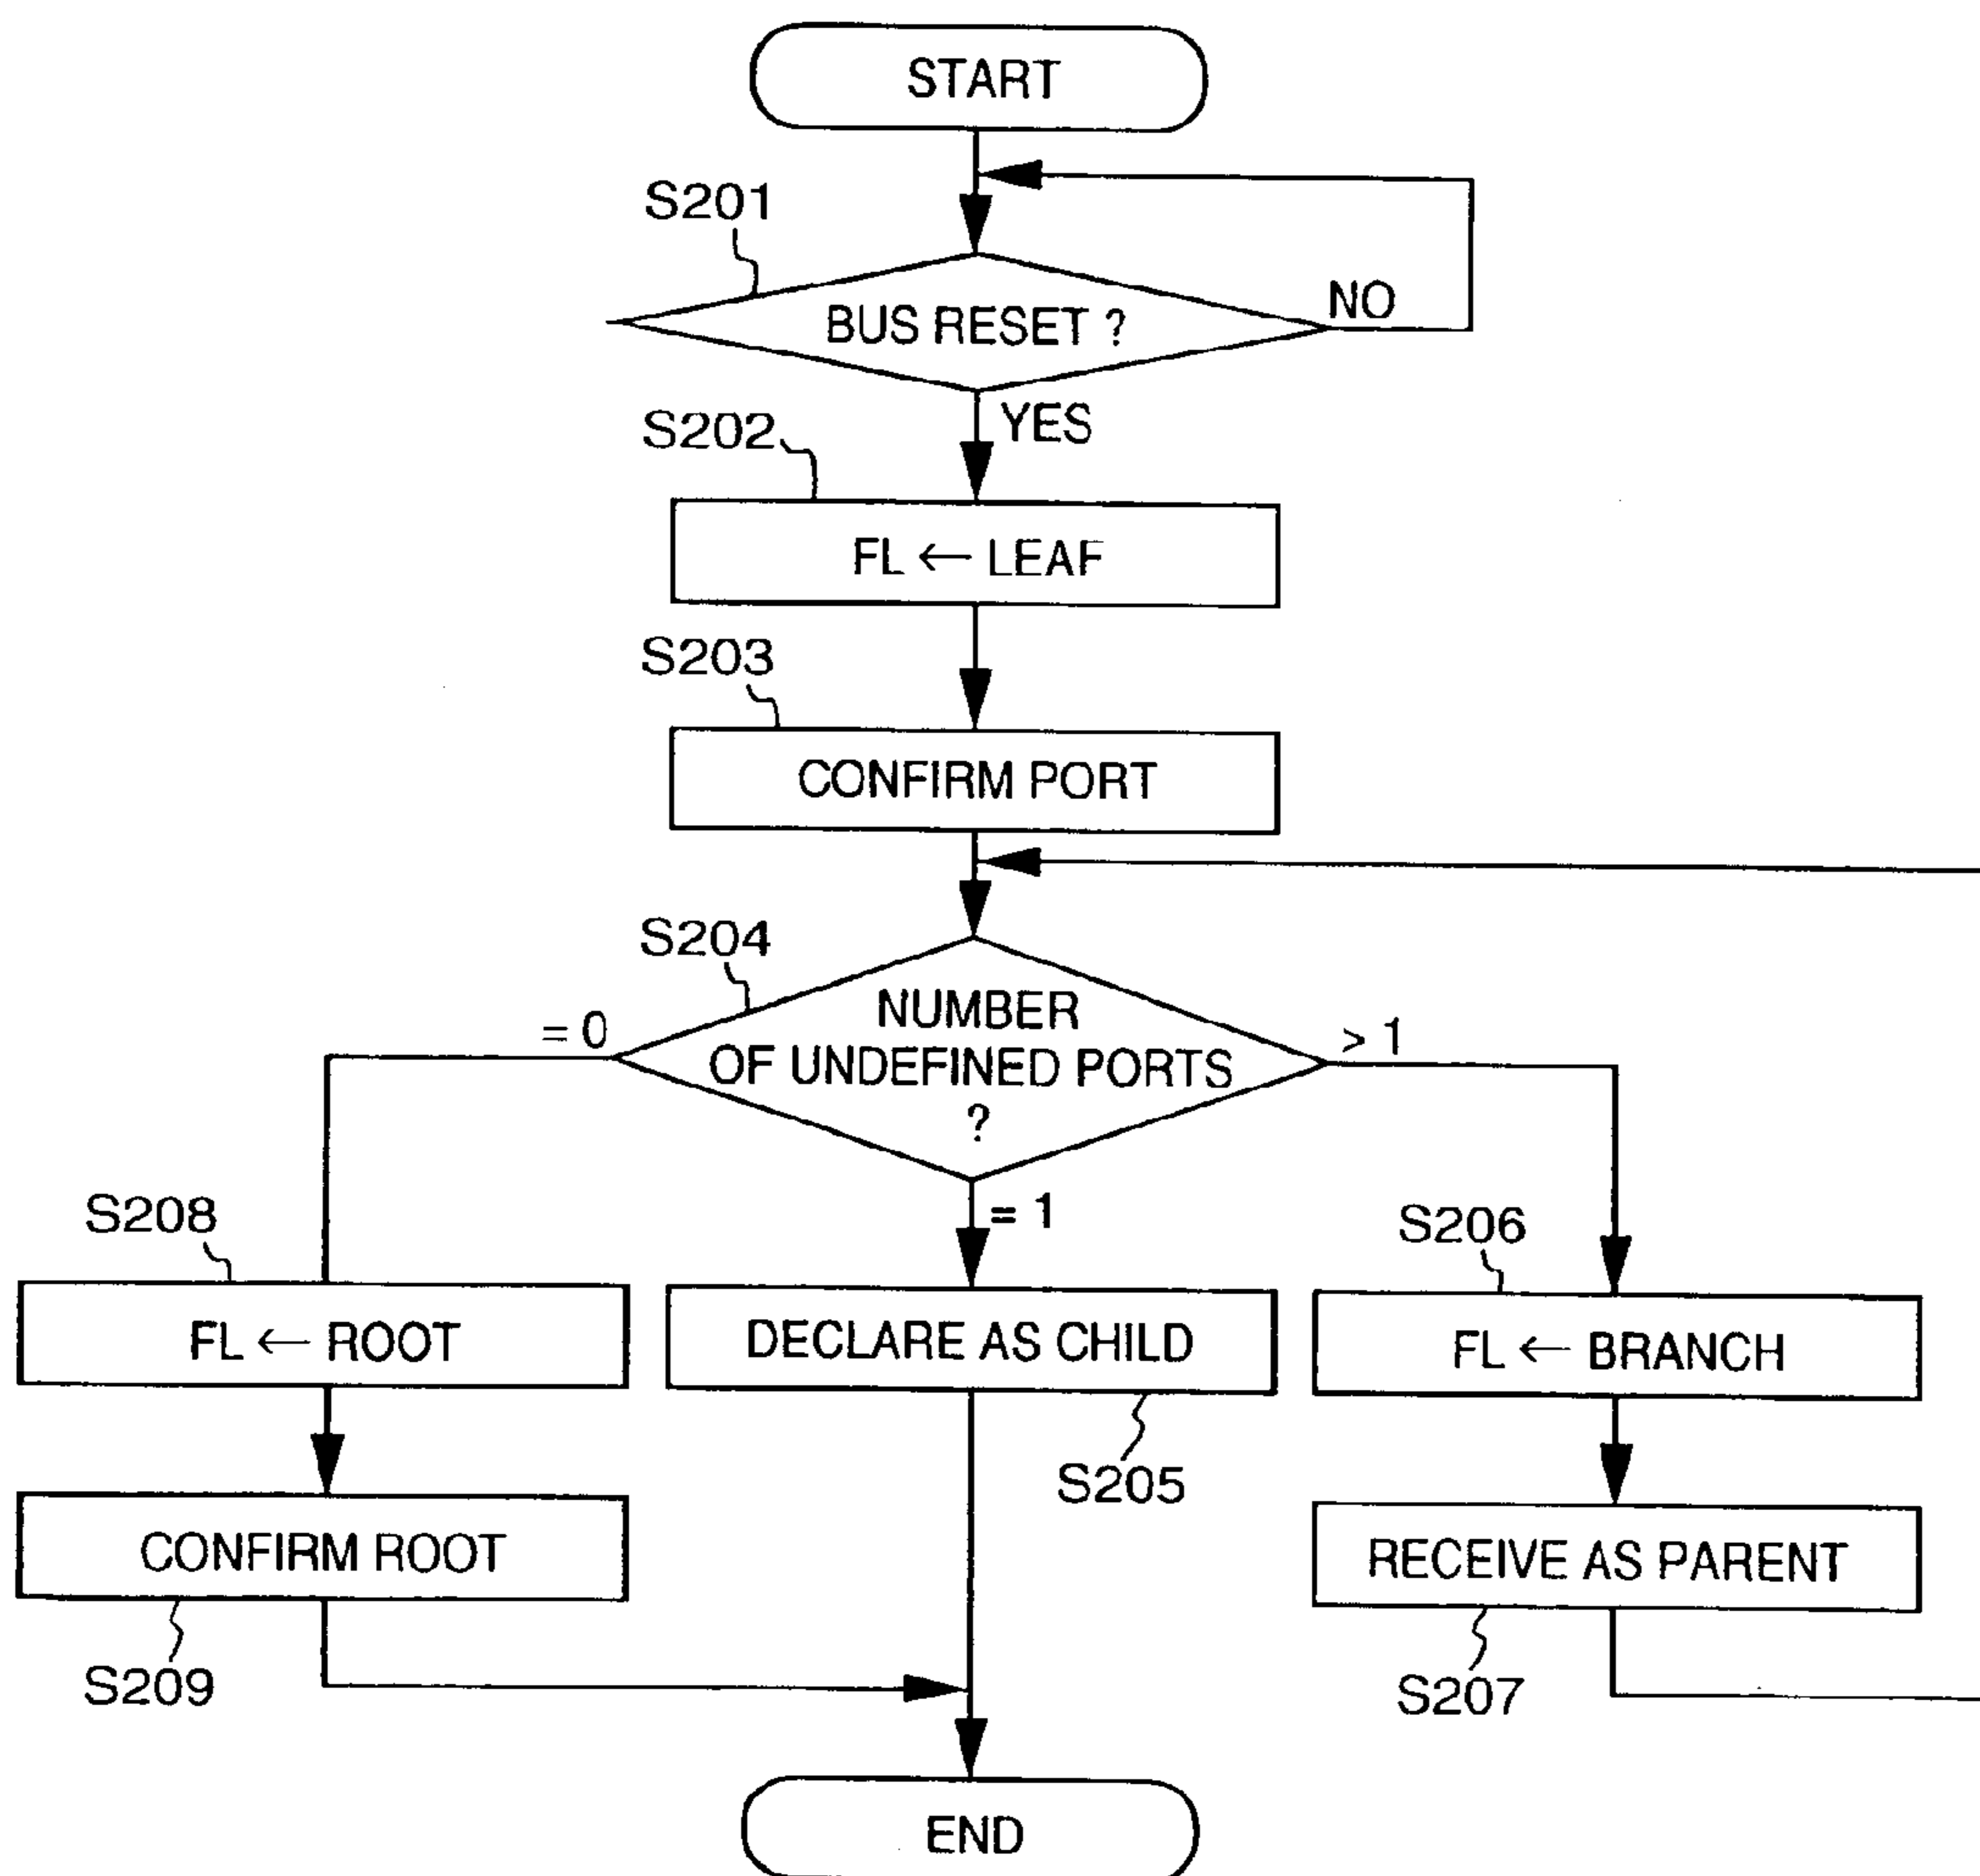 START
S201
BUS RESET ?
NO
YES
S202
FL ← LEAF
S203
CONFIRM PORT
S204
NUMBER
OF UNDEFINED PORTS
?
= 0
= 1
> 1
S208
FL ← ROOT
DECLARE AS CHILD
S205
S206
FL ← BRANCH
CONFIRM ROOT
S209
RECEIVE AS PARENT
S207
END